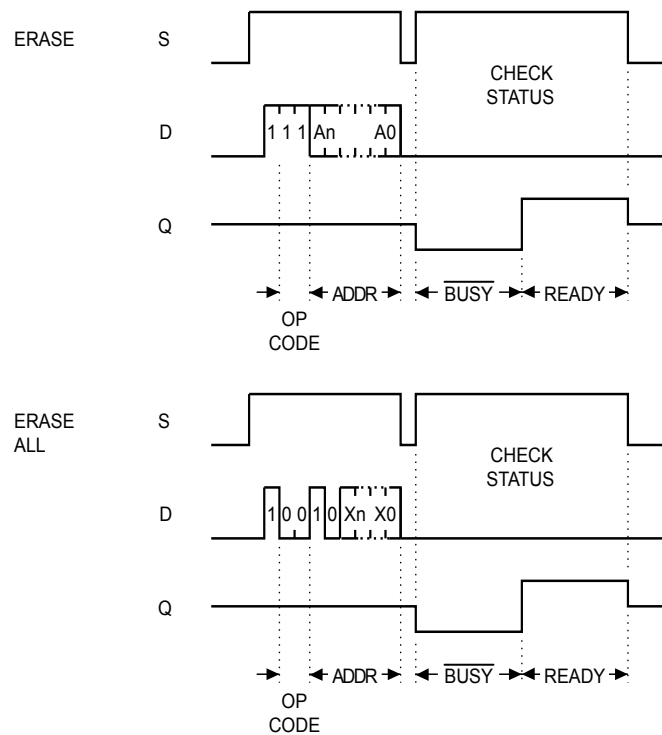 ERASE S
CHECK
STATUS
D 1 1 1 An A0
Q
ADDR BUSY READY
OP
CODE
ERASE S
ALL
CHECK
STATUS
D 1 0 0 1 0 Xn X0
Q
ADDR BUSY READY
OP
CODE